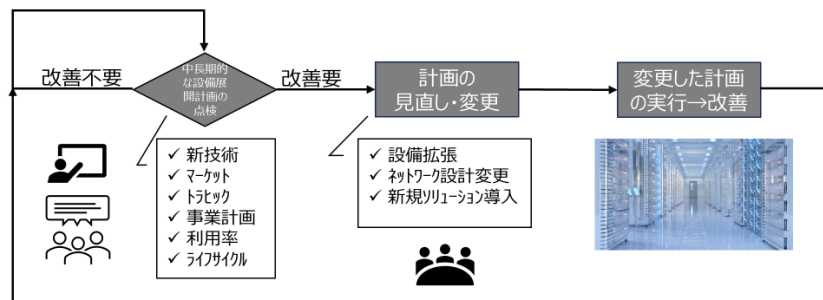 改善不要
中長期的
な設備展
開計画の
点検
改善要
計画の
見直し・変更
変更した計画
の実行→改善
✓ 新技術
✓ ﾏｰｹｯﾄ
✓ ﾄﾗﾋｯｸ
✓ 事業計画
✓ 利用率
✓ ﾗｲﾌｻｲｸﾙ
✓ 設備拡張
✓ ﾈｯﾄﾜｰｸ設計変更
✓ 新規ｿﾘｭｰｼｮﾝ導入